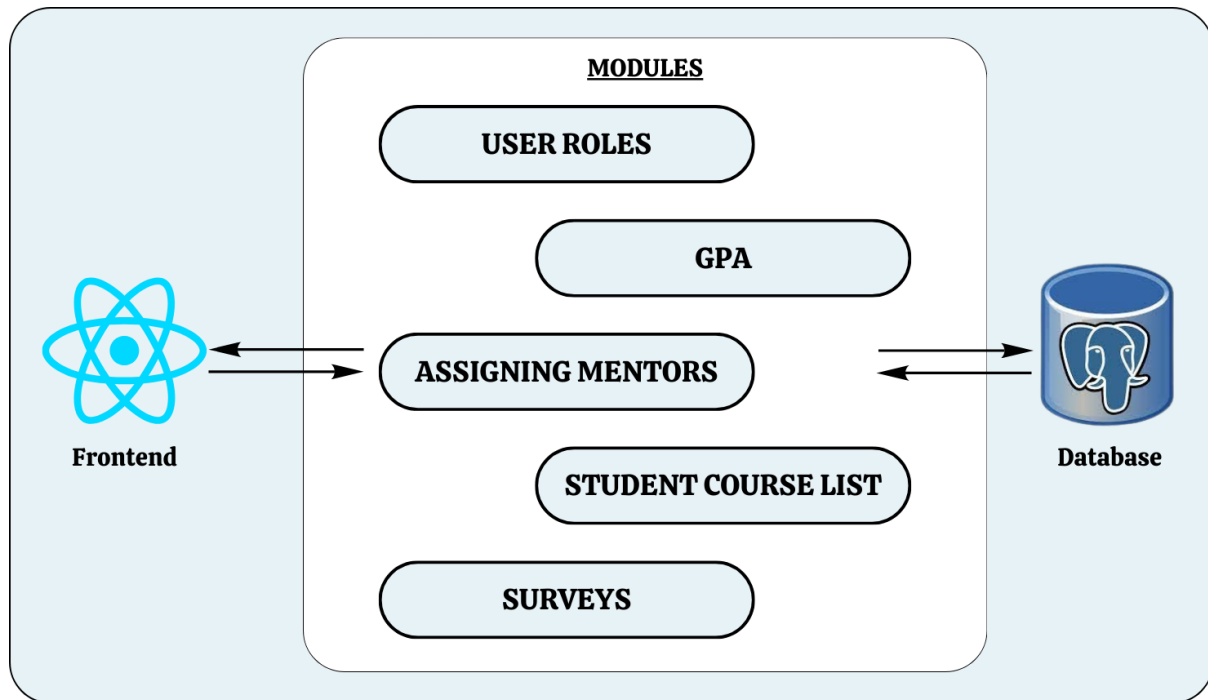 MODULES
USER ROLES
GPA
ASSIGNING MENTORS
STUDENT COURSE LIST
SURVEYS
Frontend
Database